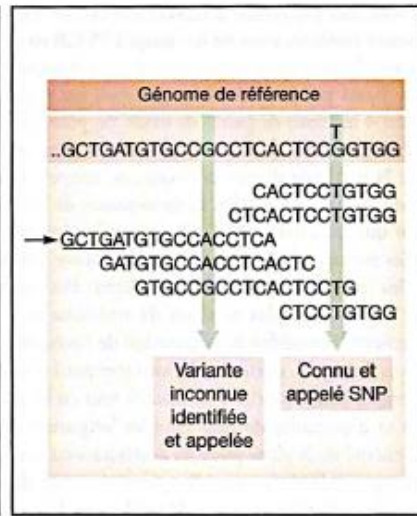 Génome de référence
T
..GCTGATGTGCCGCCTCACTCCGGTGG
CACTCCTGTGG
CTCACTCCTGTGG
GCTGATGTGCCACCTCA
GATGTGCCACCTCACTC
GTGCCGCCTCACTCCTG
CTCCTGTGG
Variante
inconnue
identifiée
et appelée
Connu et
appelé SNP